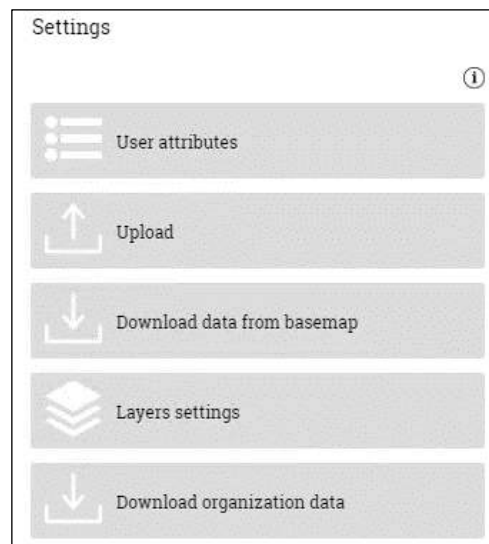 Settings
i
User attributes
Upload
Download data from basemap
Layers settings
Download organization data